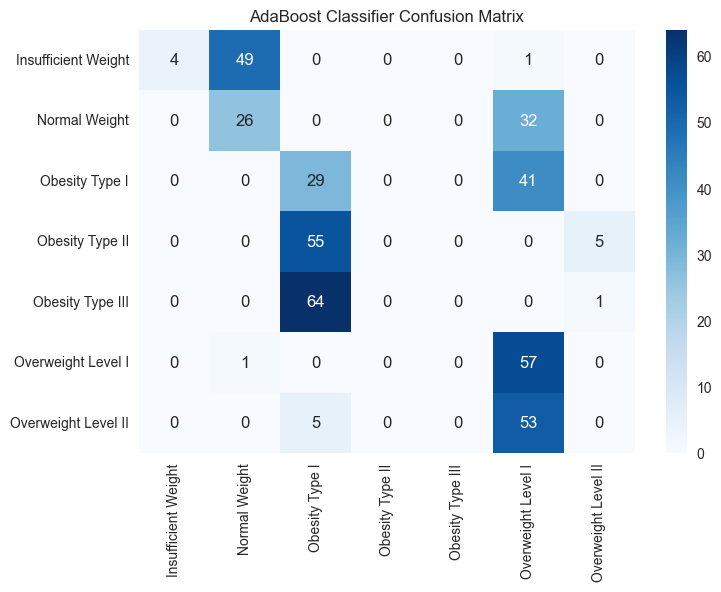 AdaBoost Classifier Confusion Matrix
Insufficient Weight 4 49 0 0 0 1 0
Normal Weight 0 26 0 0 0 32 0
Obesity Type I 0 0 29 0 0 41 0
Obesity Type II 0 0 55 0 0 0 5
Obesity Type III 0 0 64 0 0 0 1
Overweight Level I 0 1 0 0 0 57 0
Overweight Level II 0 0 5 0 0 53 0
Insufficient Weight
Normal Weight
Obesity Type I
Obesity Type II
Obesity Type III
Overweight Level I
Overweight Level II
60
50
40
30
20
10
0